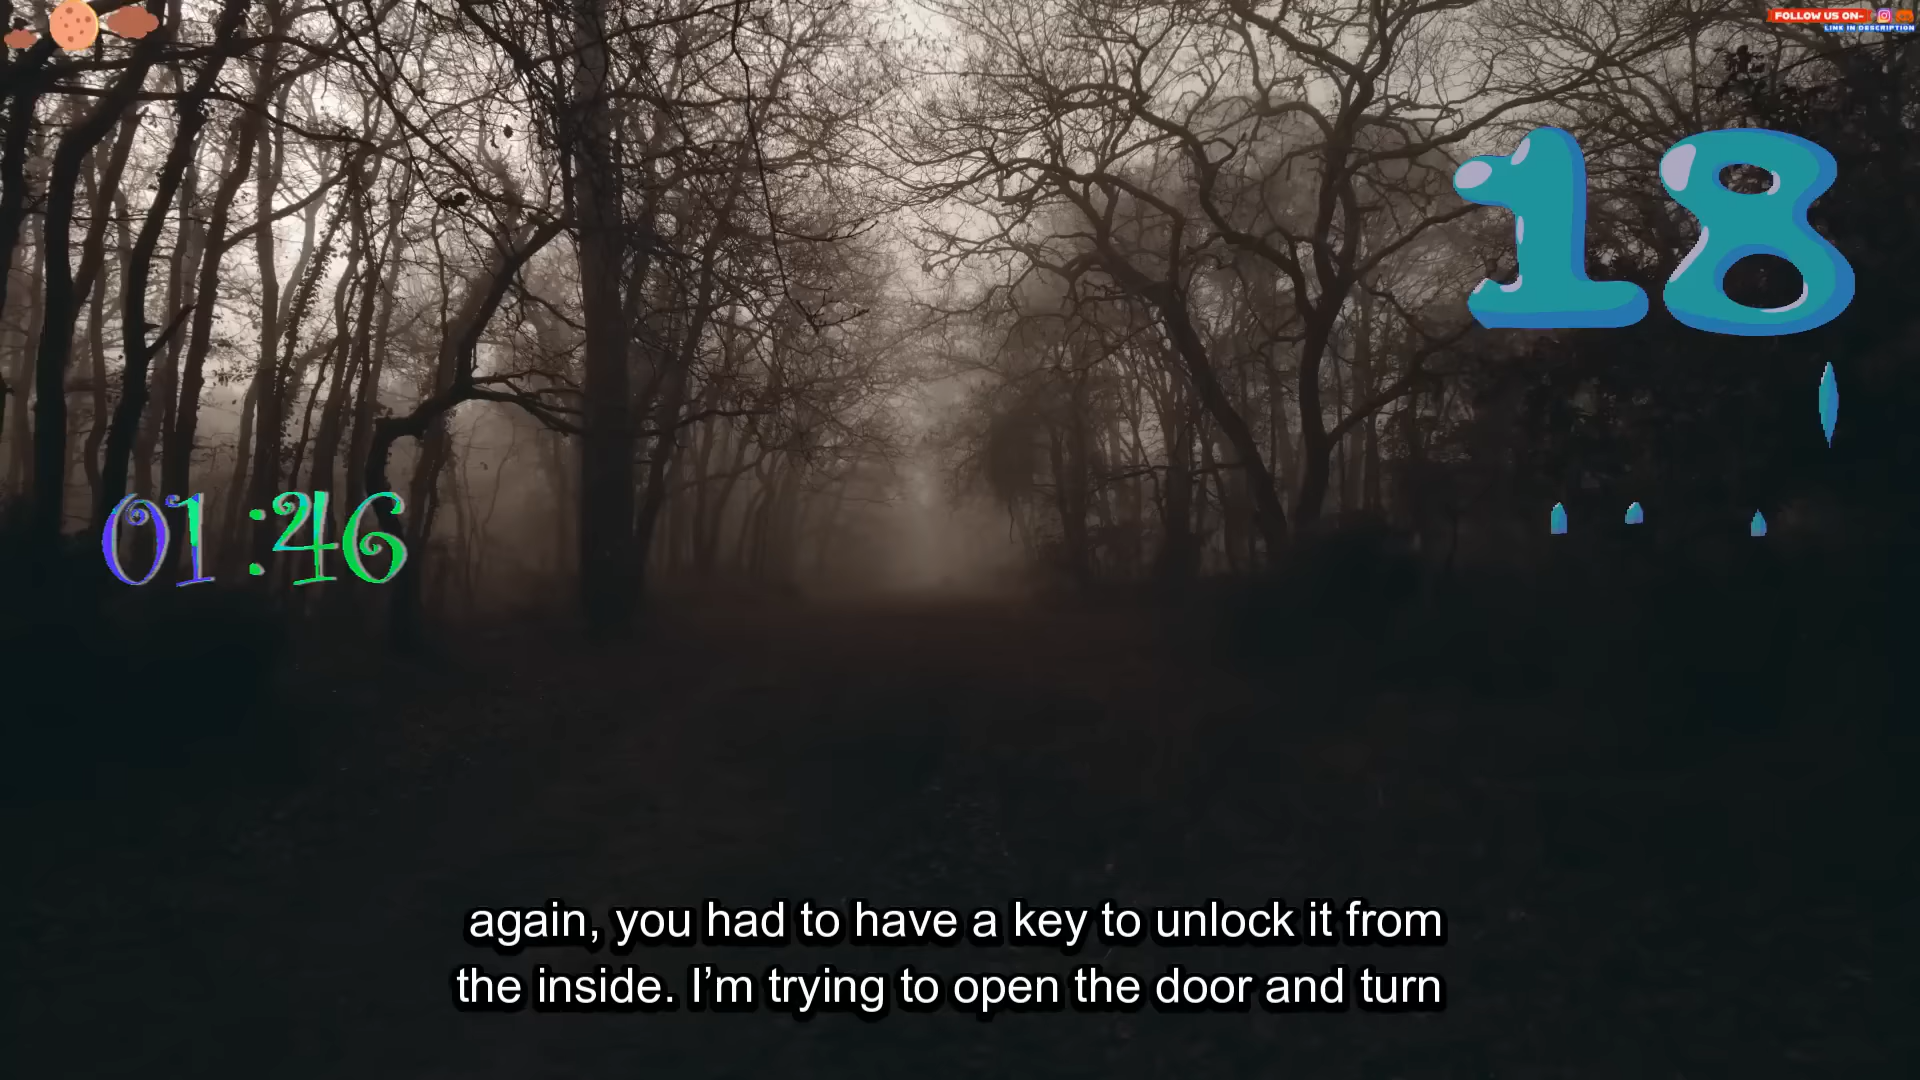 FOLLOW US ON-
LINK IN DESCRIPTION
18
01:46
again, you had to have a key to unlock it from
the inside. I’m trying to open the door and turn